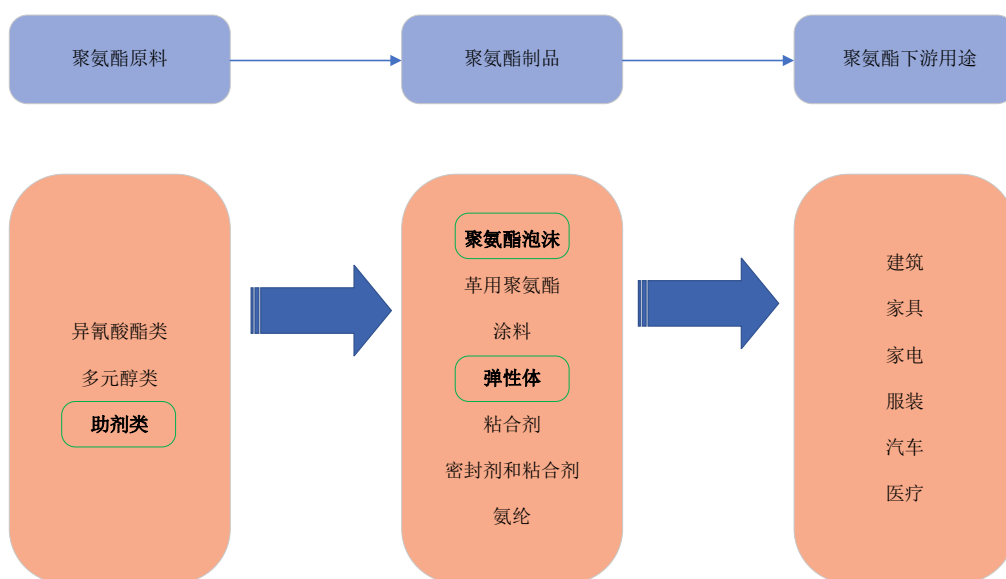 聚氨酯原料
聚氨酯制品
聚氨酯下游用途
异氰酸酯类
多元醇类
助剂类
聚氨酯泡沫
革用聚氨酯
涂料
弹性体
粘合剂
密封剂和粘合剂
氨纶
建筑
家具
家电
服装
汽车
医疗